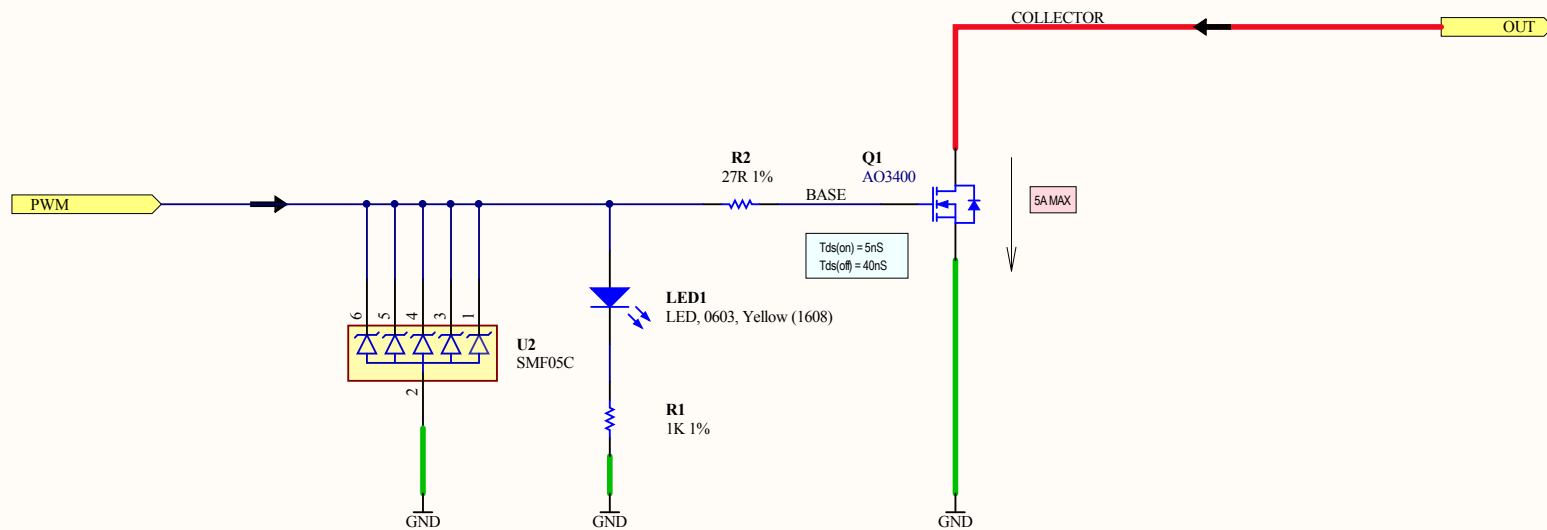 COLLECTOR
OUT
R2
27R 1%
Q1
AO3400
PWM
BASE
5A MAX
Tds(on) = 5nS
Tds(off) = 40nS
LED1
LED, 0603, Yellow (1608)
6
5
4
3
1
U2
SMF05C
2
R1
1K 1%
GND
GND
GND